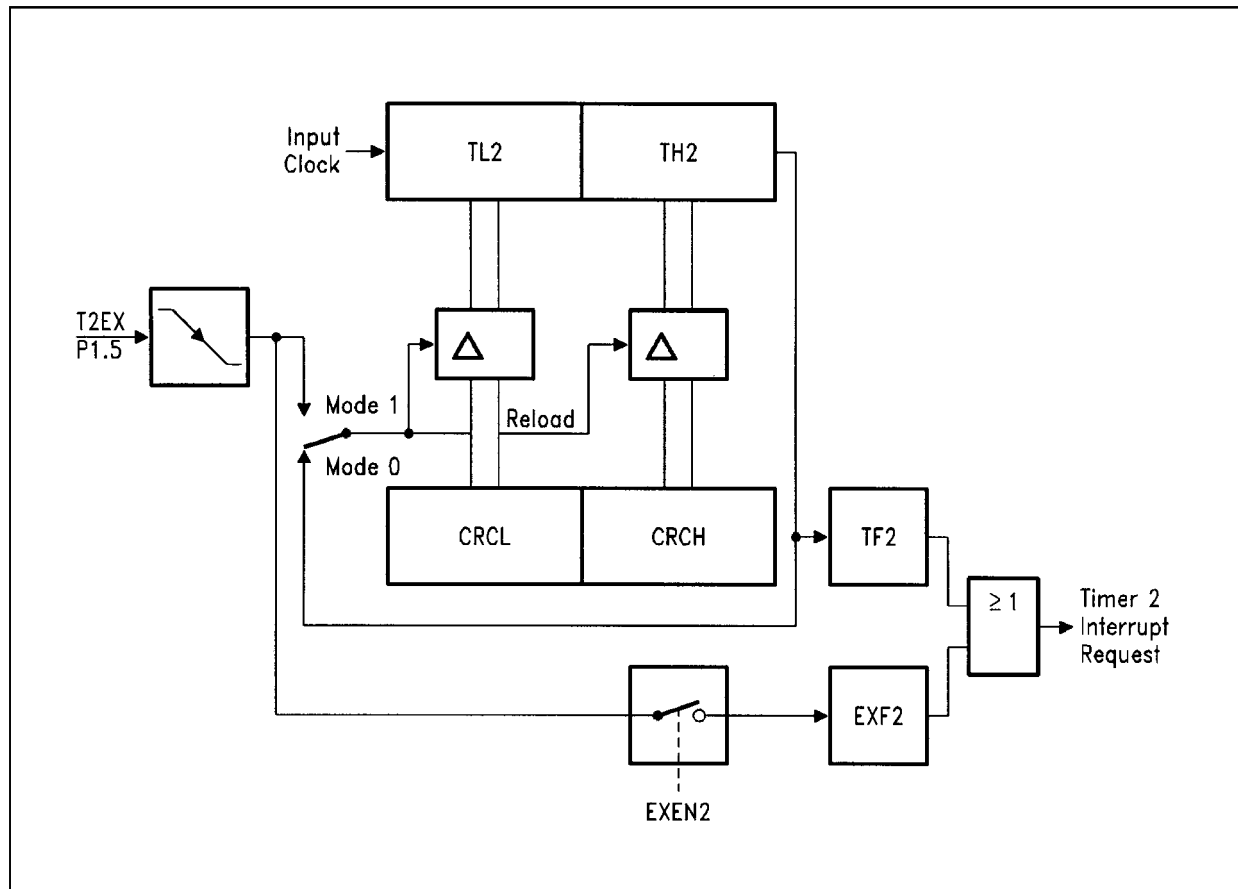 Input
Clock
TL2
TH2
T2EX
P1.5
Mode 1
Reload
Mode 0
CRCL
CRCH
TF2
≥ 1
Timer 2
Interrupt
Request
EXF2
EXEN2